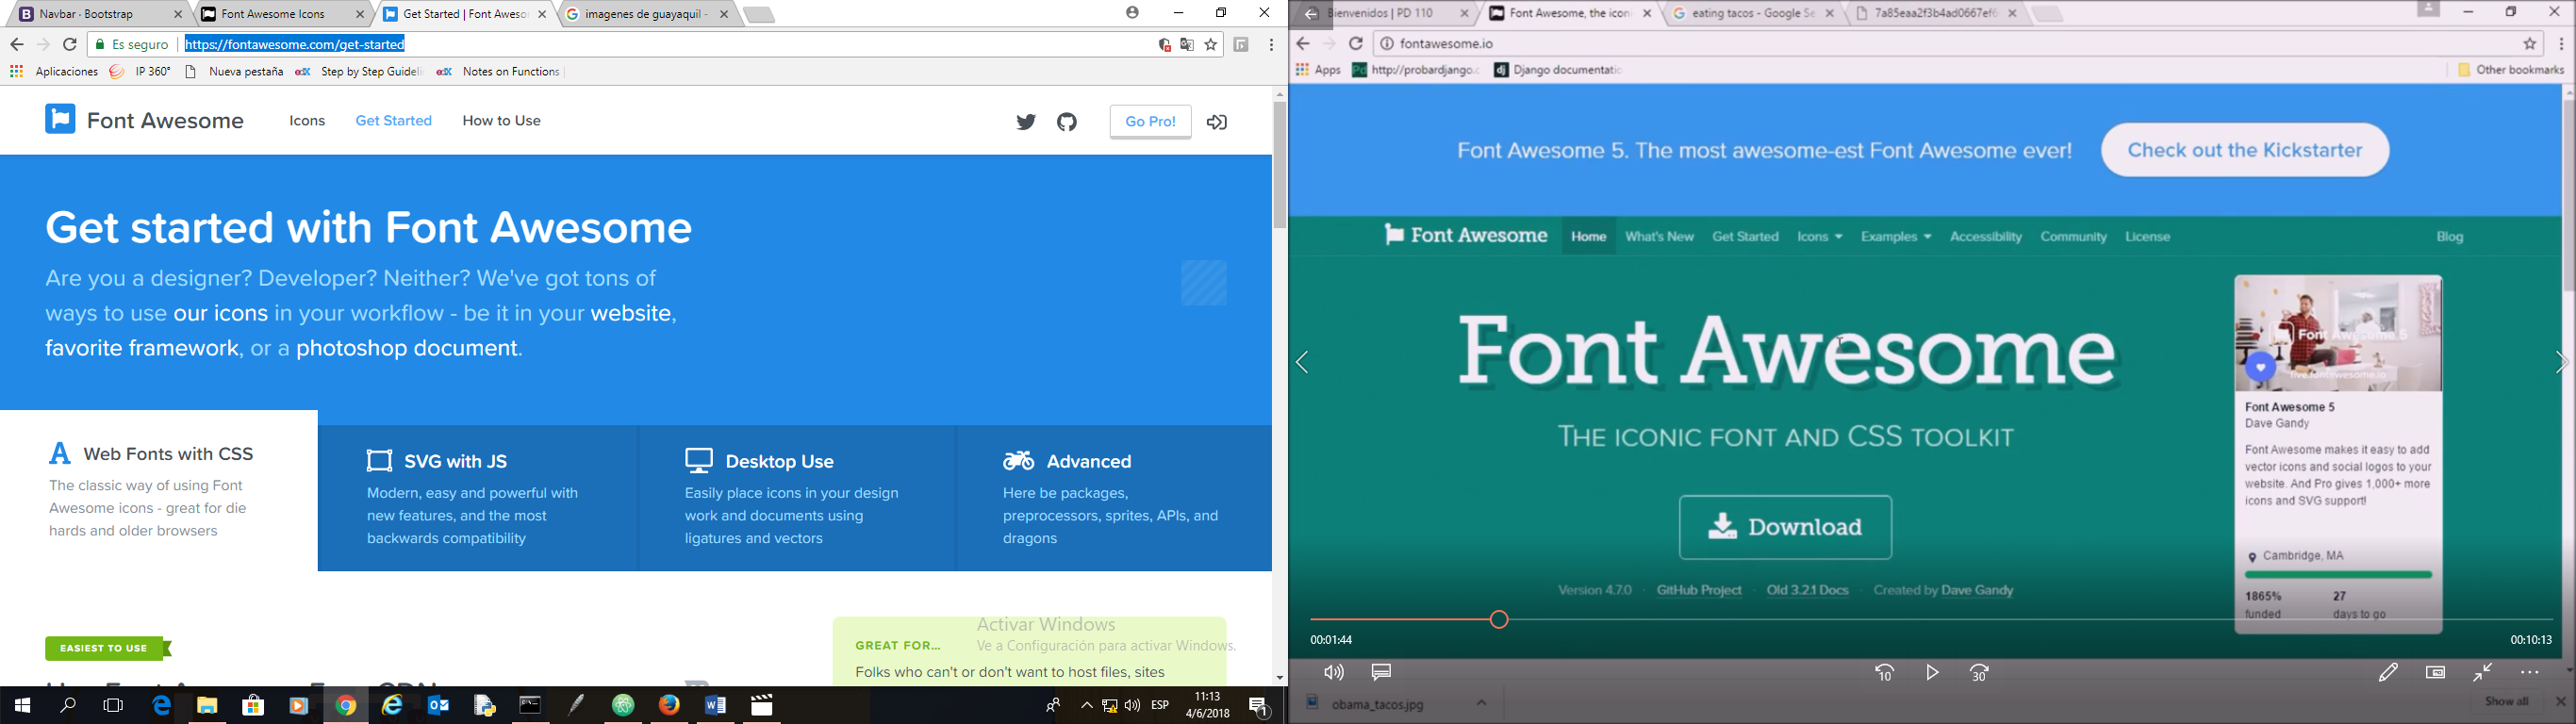 Navbar · Bootstrap
Font Awesome Icons
Get Started | Font Aweso
imagenes de guayaquil -
Es seguro
https://fontawesome.com/get-started
Aplicaciones
IP 360°
Nueva pestaña
Step by Step Guideli
Notes on Functions
Font Awesome
Icons
Get Started
How to Use
Go Pro!
Get started with Font Awesome
Are you a designer? Developer? Neither? We've got tons of
ways to use our icons in your workflow - be it in your website,
favorite framework, or a photoshop document.
Web Fonts with CSS
The classic way of using Font
Awesome icons - great for die
hards and older browsers
SVG with JS
Modern, easy and powerful with
new features, and the most
backwards compatibility
Desktop Use
Easily place icons in your design
work and documents using
ligatures and vectors
Advanced
Here be packages,
preprocessors, sprites, APIs, and
dragons
EASIEST TO USE
GREAT FOR...
Folks who can't or don't want to host files, sites
Activar Windows
Ve a Configuración para activar Windows.
ESP
11:13
4/6/2018
1
Bienvenidos | PD 110
Font Awesome, the icon
eating tacos - Google Se
7a85eaa2f3b4ad0667ef6
fontawesome.io
Apps
http://probardjango.c
Django documentatio
Other bookmarks
Font Awesome 5. The most awesome-est Font Awesome ever!
Check out the Kickstarter
Font Awesome
Home
What's New
Get Started
Icons
Examples
Accessibility
Community
License
Blog
Font Awesome
THE ICONIC FONT AND CSS TOOLKIT
Download
Version 4.7.0 · GitHub Project · Old 3.2.1 Docs · Created by Dave Gandy
Font Awesome 5
five.fontawesome.io
Font Awesome 5
Dave Gandy
Font Awesome makes it easy to add
vector icons and social logos to your
website. And Pro gives 1,000+ more
icons and SVG support!
Cambridge, MA
1865%
funded
27
days to go
00:01:44
00:10:13
10
30
obama_tacos.jpg
Show all